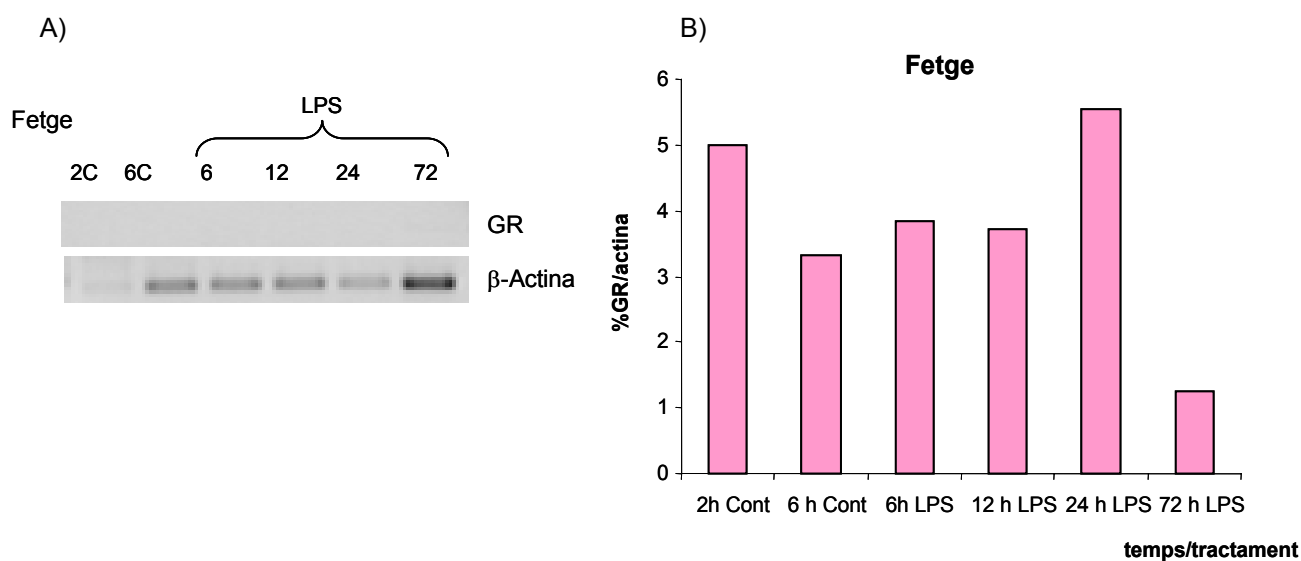 A)
LPS
Fetge
2C 6C 6 12 24 72
GR
β-Actina
B)
Fetge
6
5
4
3
2
1
0
%GR/actina
2h Cont 6 h Cont 6h LPS 12 h LPS 24 h LPS 72 h LPS
temps/tractament